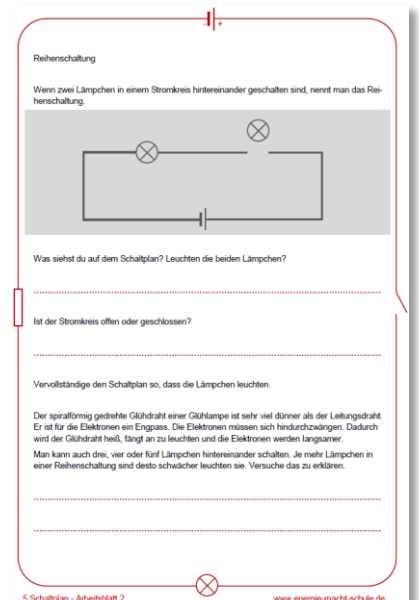 - +
Reihenschaltung
Wenn zwei Lämpchen in einem Stromkreis hintereinander geschalten sind, nennt man das Rei-
henschaltung.
Was siehst du auf dem Schaltplan? Leuchten die beiden Lämpchen?
Ist der Stromkreis offen oder geschlossen?
Vervollständige den Schaltplan so, dass die Lämpchen leuchten.
Der spiralförmig gedrehte Glühdraht einer Glühlampe ist sehr viel dünner als der Leitungsdraht.
Er ist für die Elektronen ein Engpass. Die Elektronen müssen sich hindurchzwängen. Dadurch
wird der Glühdraht heiß, fängt an zu leuchten und die Elektronen werden langsamer.
Man kann auch drei, vier oder fünf Lämpchen hintereinander schalten. Je mehr Lämpchen in
einer Reihenschaltung sind desto schwächer leuchten sie. Versuche das zu erklären.
5 Schaltplan - Arbeitsblatt 2 www.energie-macht-schule.de